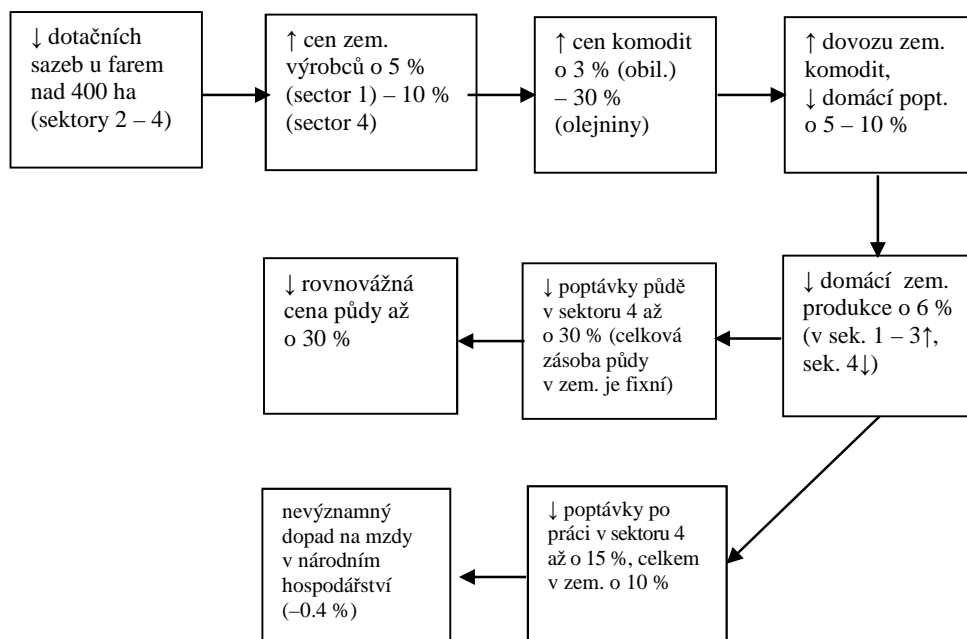 ↓ dotačních
sazeb u farem
nad 400 ha
(sektory 2 – 4)
↑ cen zem.
výrobců o 5 %
(sector 1) – 10 %
(sector 4)
↑ cen komodit
o 3 % (obil.)
– 30 %
(olejniny)
↑ dovozu zem.
komodit,
↓ domácí popt.
o 5 – 10 %
↓ domácí zem.
produkce o 6 %
(v sek. 1 – 3↑,
sek. 4↓)
↓ poptávky půdě
v sektoru 4 až
o 30 % (celková
zásoba půdy
v zem. je fixní)
↓ rovnovážná
cena půdy až
o 30 %
↓ poptávky po
práci v sektoru 4
až o 15 %, celkem
v zem. o 10 %
nevýznamný
dopad na mzdy
v národním
hospodářství
(–0.4 %)